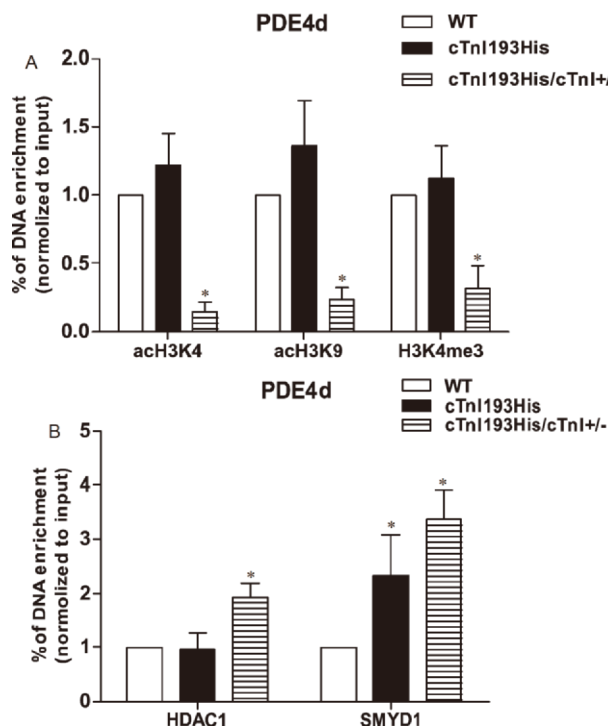 PDE4d
WT
cTnI193His
cTnI193His/cTnI+/
A
% of DNA enrichment
(normolized to input)
2.0
1.5
1.0
0.5
0.0
*
*
*
acH3K4
acH3K9
H3K4me3
PDE4d
WT
cTnI193His
cTnI193His/cTnI+/-
B
% of DNA enrichment
(normolized to input)
5
4
3
2
1
0
*
*
*
HDAC1
SMYD1